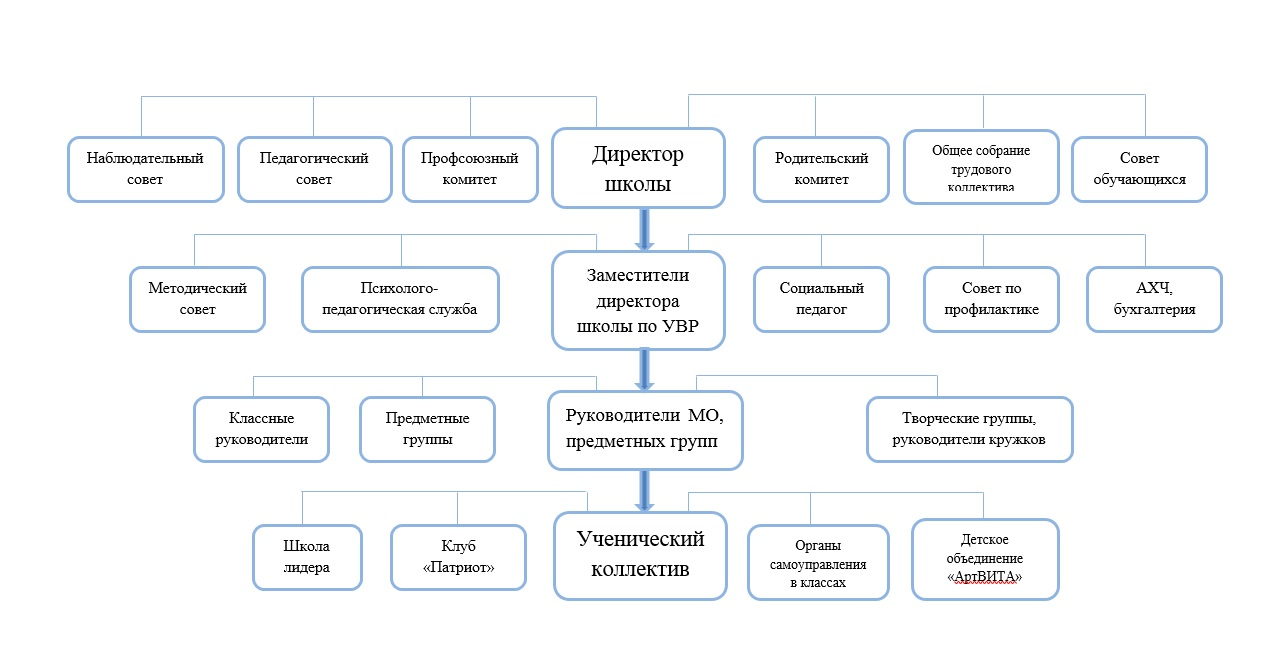 Наблюдательный
совет
Педагогический
совет
Профсоюзный
комитет
Директор
школы
Родительский
комитет
Общее собрание
трудового
коллектива
Совет
обучающихся
Методический
совет
Психолого-
педагогическая служба
Заместители
директора
школы по УВР
Социальный
педагог
Совет по
профилактике
АХЧ,
бухгалтерия
Классные
руководители
Предметные
группы
Руководители МО,
предметных групп
Творческие группы,
руководители кружков
Школа
лидера
Клуб
«Патриот»
Ученический
коллектив
Органы
самоуправления
в классах
Детское
объединение
«АртВИТА»